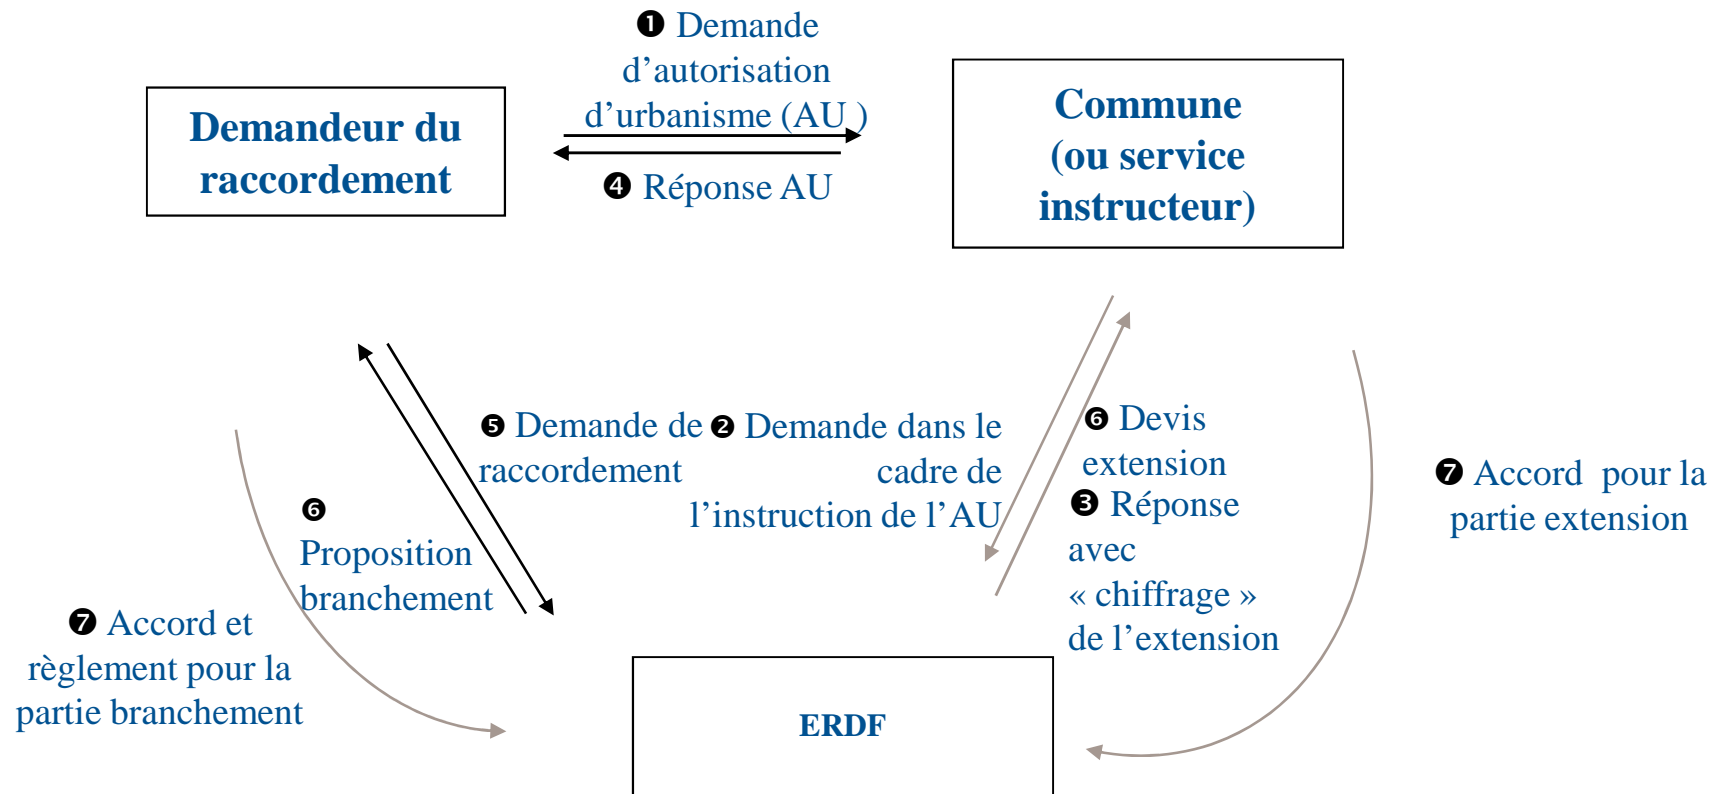 ❶ Demande
d’autorisation
d’urbanisme (AU )
Demandeur du
raccordement
Commune
(ou service
instructeur)
❹ Réponse AU
❺ Demande de
raccordement
❷ Demande dans le
cadre de
l’instruction de l’AU
❻ Devis
extension
❸ Réponse
avec
« chiffrage »
de l’extension
❼ Accord pour la
partie extension
❻
Proposition
branchement
❼ Accord et
règlement pour la
partie branchement
ERDF